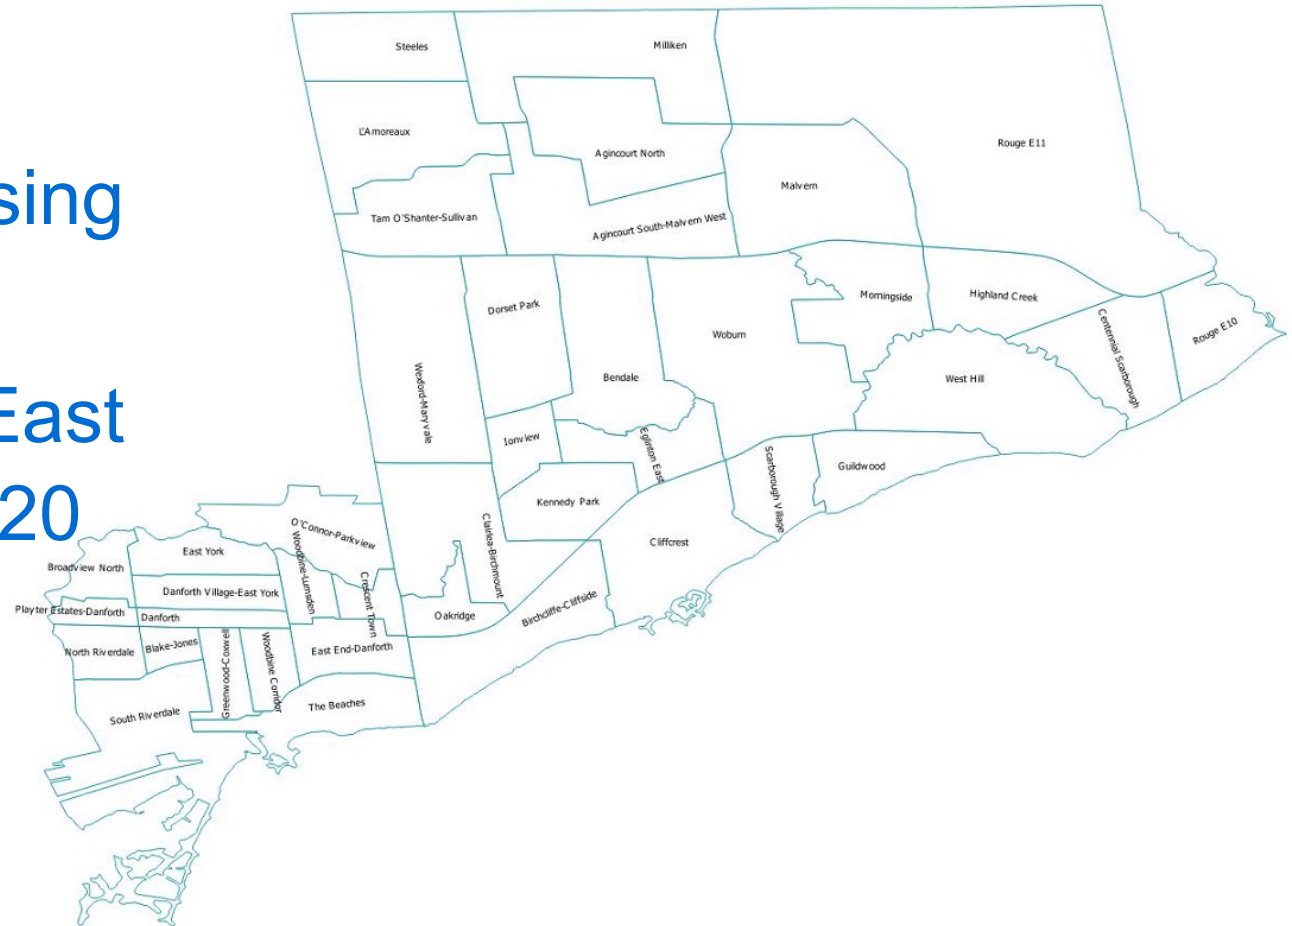 sing
East
20
Steeles
Milliken
L'Amoreaux
Agincourt North
Rouge E11
Malvern
Tam O'Shanter-Sullivan
Agincourt South-Malvern West
Dorset Park
Morningside
Highland Creek
Woburn
Centennial Scarborough
Rouge E10
Wexford-Maryvale
Bendale
West Hill
Ionview
Eglinton East
Scarborough Village
Guildwood
Kennedy Park
Clairlea-Birchmount
Cliffcrest
O'Connor-Parkview
East York
Woodbine-Lumsden
Broadview North
Crescent Town
Danforth Village-East York
Playter Estates-Danforth
Danforth
Oakridge
Birchcliffe-Cliffside
North Riverdale
Blake-Jones
Greenwood-Coxwell
Woodbine Corridor
East End-Danforth
South Riverdale
The Beaches